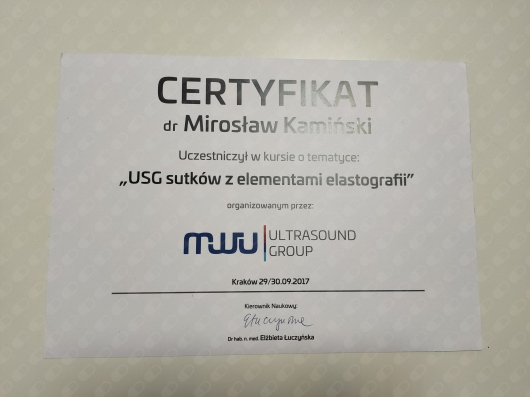 CERTYFIKAT
dr Mirosław Kamiński
Uczestniczył w kursie o tematyce:
„USG sutków z elementami elastografii”
organizowanym przez:
mwu ULTRASOUND
GROUP
Kraków 29/30.09.2017
Kierownik Naukowy:
Dr hab. n. med. Elżbieta Łuczyńska